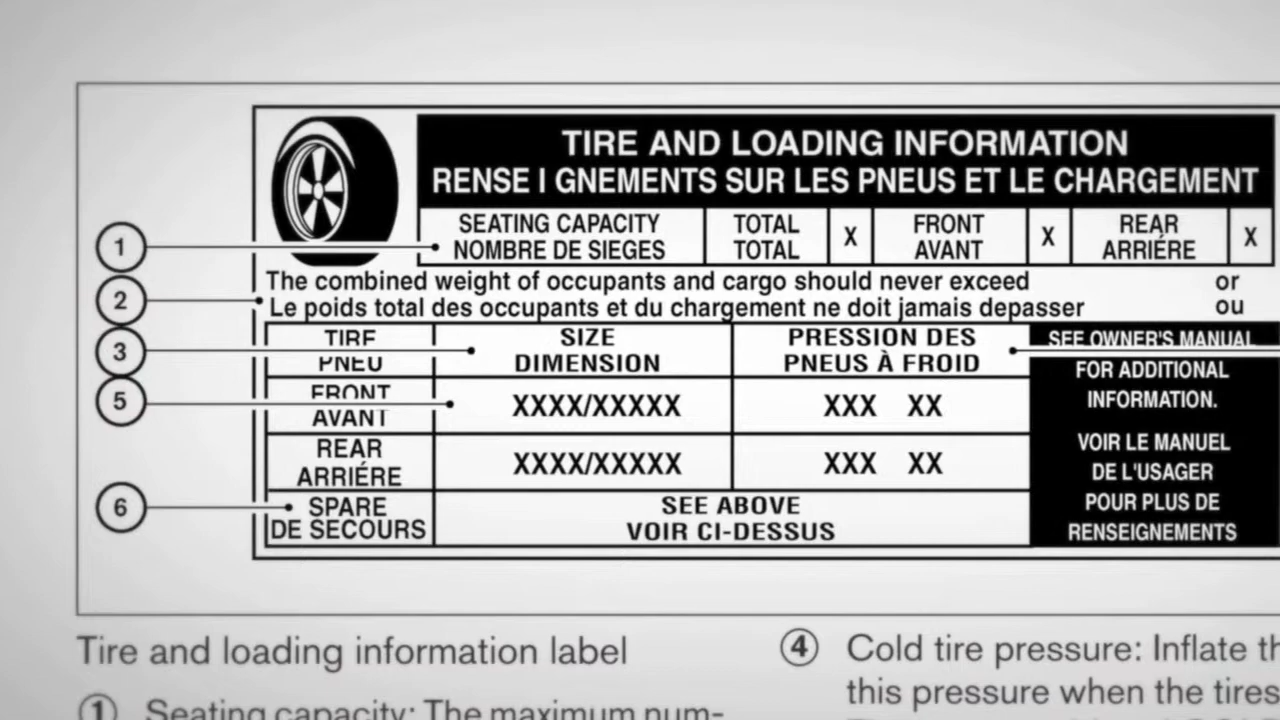 TIRE AND LOADING INFORMATION
RENSE I GNEMENTS SUR LES PNEUS ET LE CHARGEMENT
SEATING CAPACITY TOTAL X FRONT X REAR X
NOMBRE DE SIEGES TOTAL AVANT ARRIÉRE
1
The combined weight of occupants and cargo should never exceed or
2
Le poids total des occupants et du chargement ne doit jamais depasser ou
TIRE SIZE PRESSION DES SEE OWNER'S MANUAL
3
PNEU DIMENSION PNEUS À FROID FOR ADDITIONAL
FRONT XXXX/XXXXX XXX XX INFORMATION.
5
AVANT
REAR XXXX/XXXXX XXX XX VOIR LE MANUEL
ARRIÉRE DE L'USAGER
6
SPARE SEE ABOVE POUR PLUS DE
DE SECOURS VOIR CI-DESSUS RENSEIGNEMENTS
Tire and loading information label
1 Seating capacity: The maximum num-
4 Cold tire pressure: Inflate
this pressure when the tires